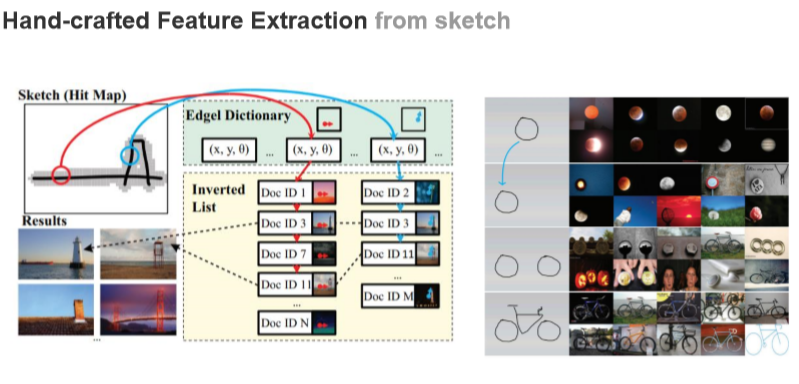 Hand-crafted Feature Extraction from sketch
Sketch (Hit Map)
Edgel Dictionary
(x, y, θ) ... (x, y, θ) ... (x, y, θ) ...
Inverted
List
Doc ID 1
Doc ID 3
Doc ID 7
Doc ID 11
...
Doc ID N
Doc ID 2
Doc ID 3
Doc ID 11
...
Doc ID M
Results
...